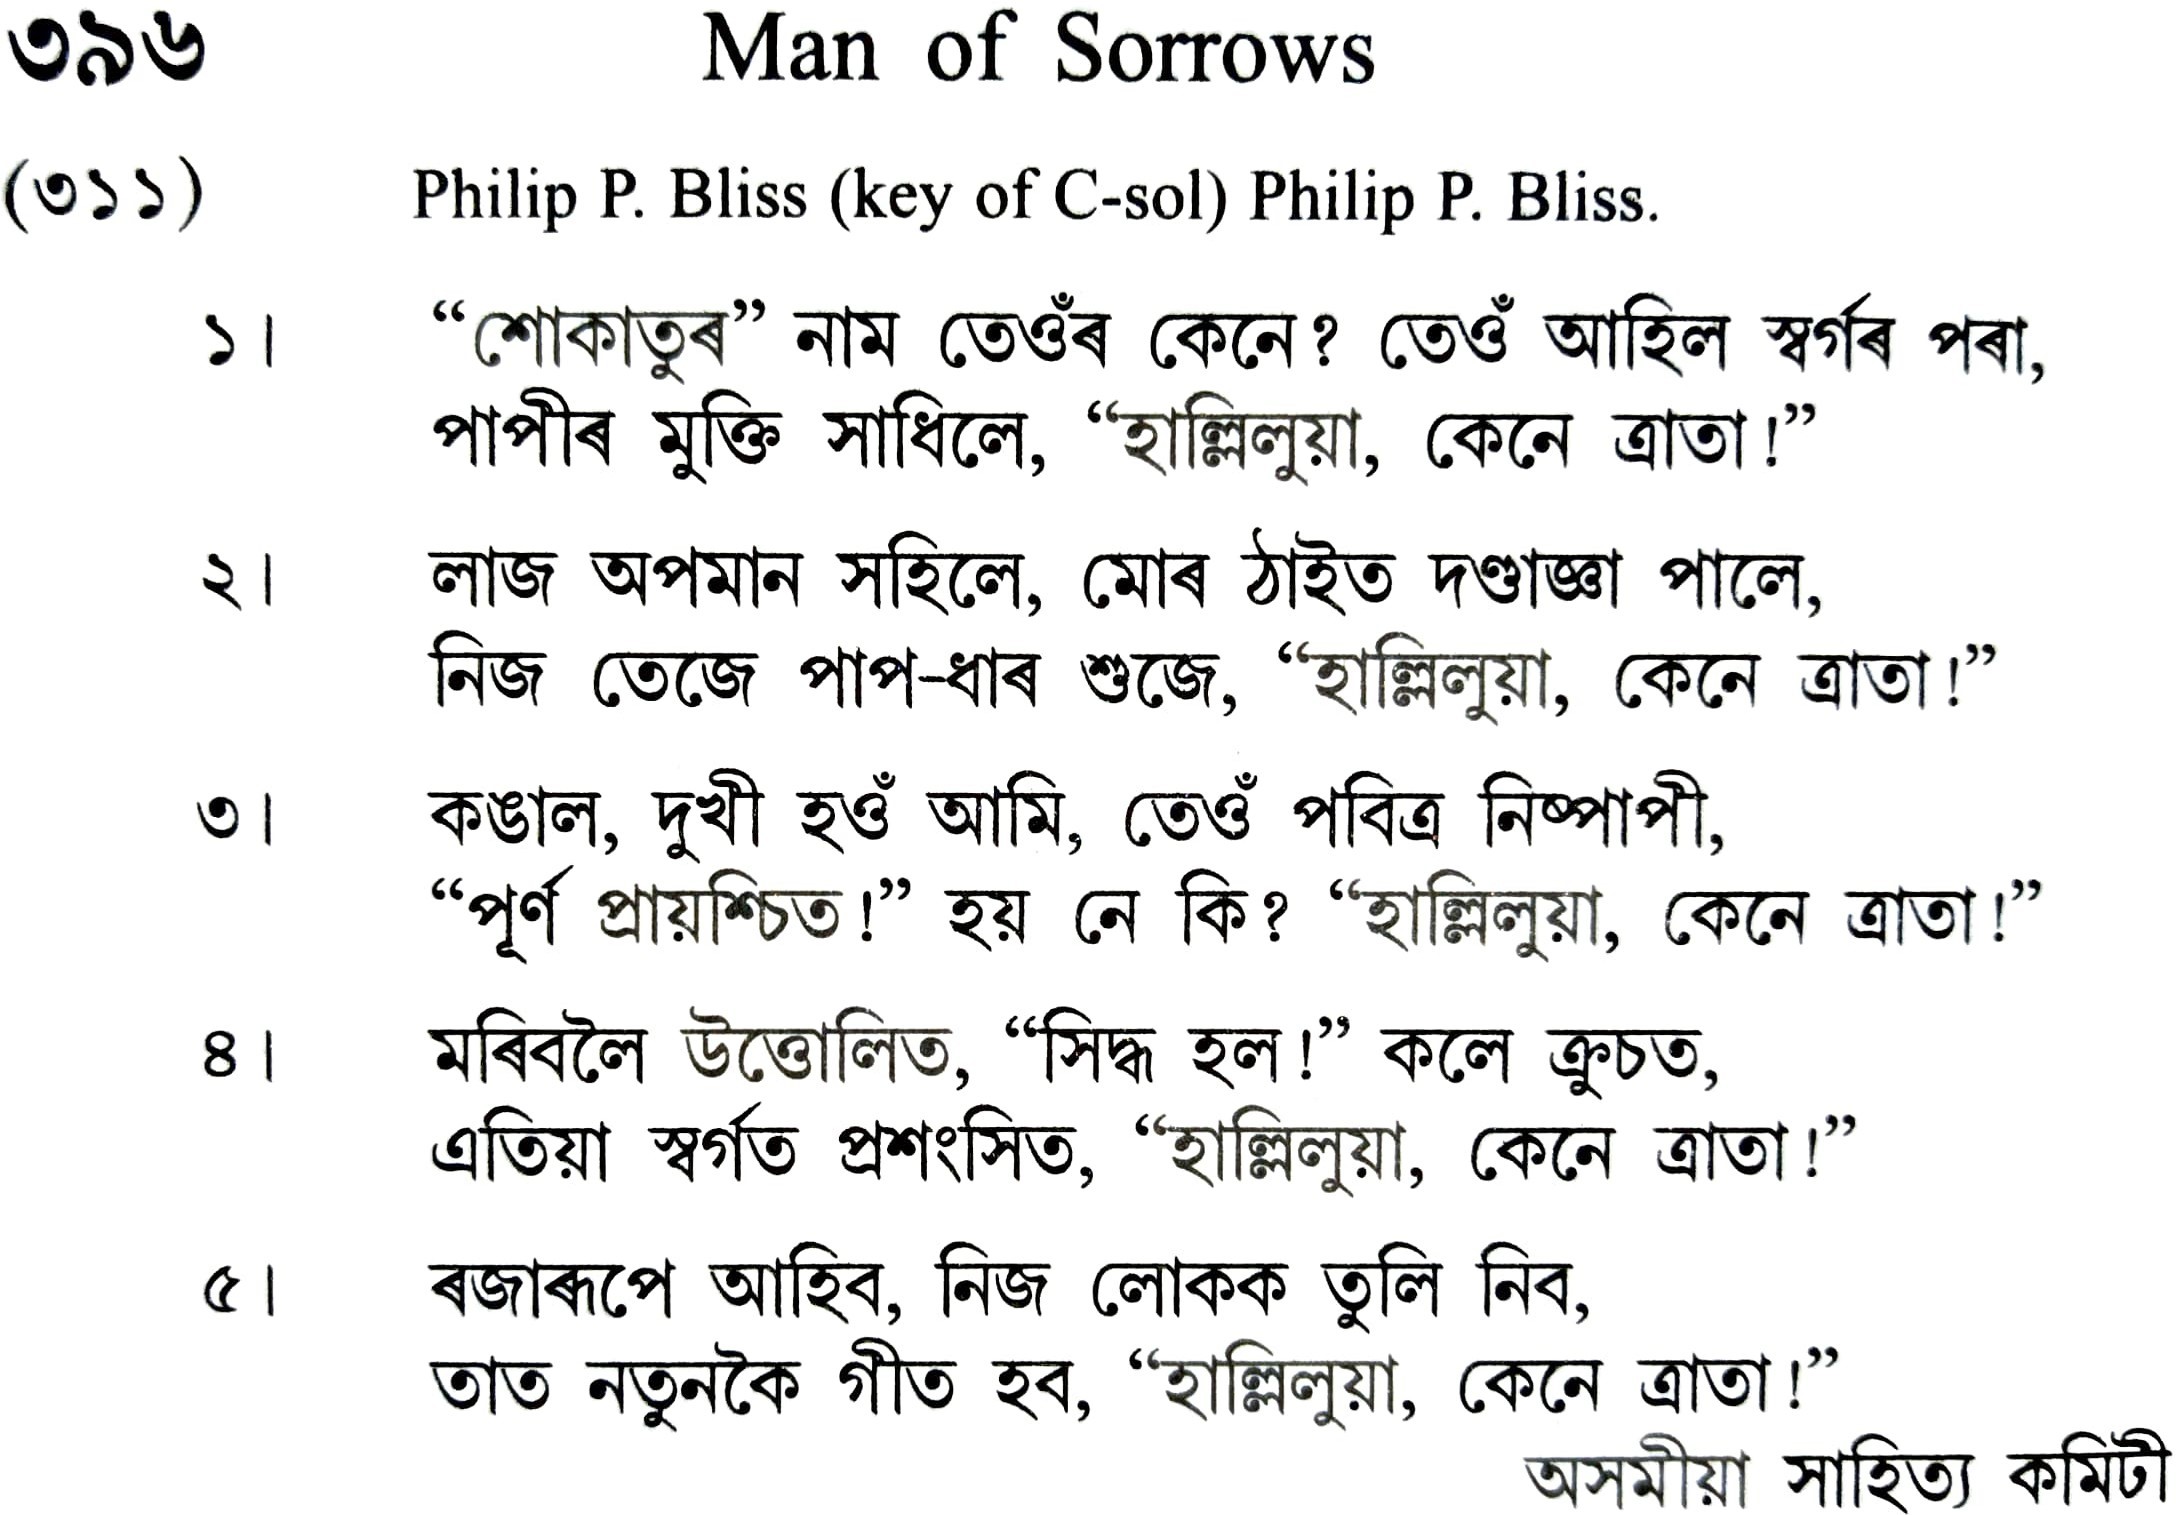 ৩৯৬ Man of Sorrows
(৩১১) Philip P. Bliss (key of C-sol) Philip P. Bliss.
১। “শোকাতুৰ” নাম তেওঁৰ কেনে? তেওঁ আহিল স্বৰ্গৰ পৰা,
পাপীৰ মুক্তি সাধিলে, “হাল্লিলুয়া, কেনে ত্ৰাতা!”
২। লাজ অপমান সহিলে, মোৰ ঠাইত দণ্ডাজ্ঞা পালে,
নিজ তেজে পাপ-ধাৰ শুজে, “হাল্লিলুয়া, কেনে ত্ৰাতা!”
৩। কঙাল, দুখী হওঁ আমি, তেওঁ পবিত্ৰ নিষ্পাপী,
“পূৰ্ণ প্ৰায়শ্চিত!” হয় নে কি? “হাল্লিলুয়া, কেনে ত্ৰাতা!”
৪। মৰিবলৈ উত্তোলিত, “সিদ্ধ হল!” কলে ক্ৰুচত,
এতিয়া স্বৰ্গত প্ৰশংসিত, “হাল্লিলুয়া, কেনে ত্ৰাতা!”
৫। ৰজাৰূপে আহিব, নিজ লোকক তুলি নিব,
তাত নতুনকৈ গীত হব, “হাল্লিলুয়া, কেনে ত্ৰাতা!”
অসমীয়া সাহিত্য কমিটী